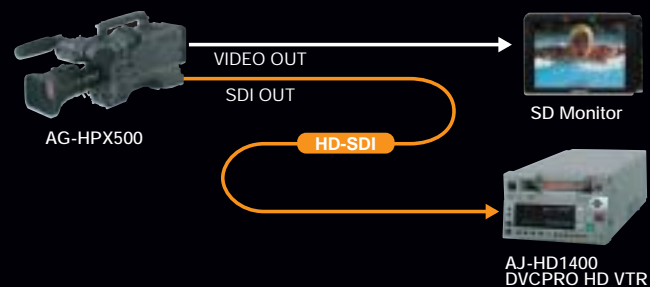 VIDEO OUT
SDI OUT
AG-HPX500
SD Monitor
HD-SDI
AJ-HD1400
DVCPRO HD VTR